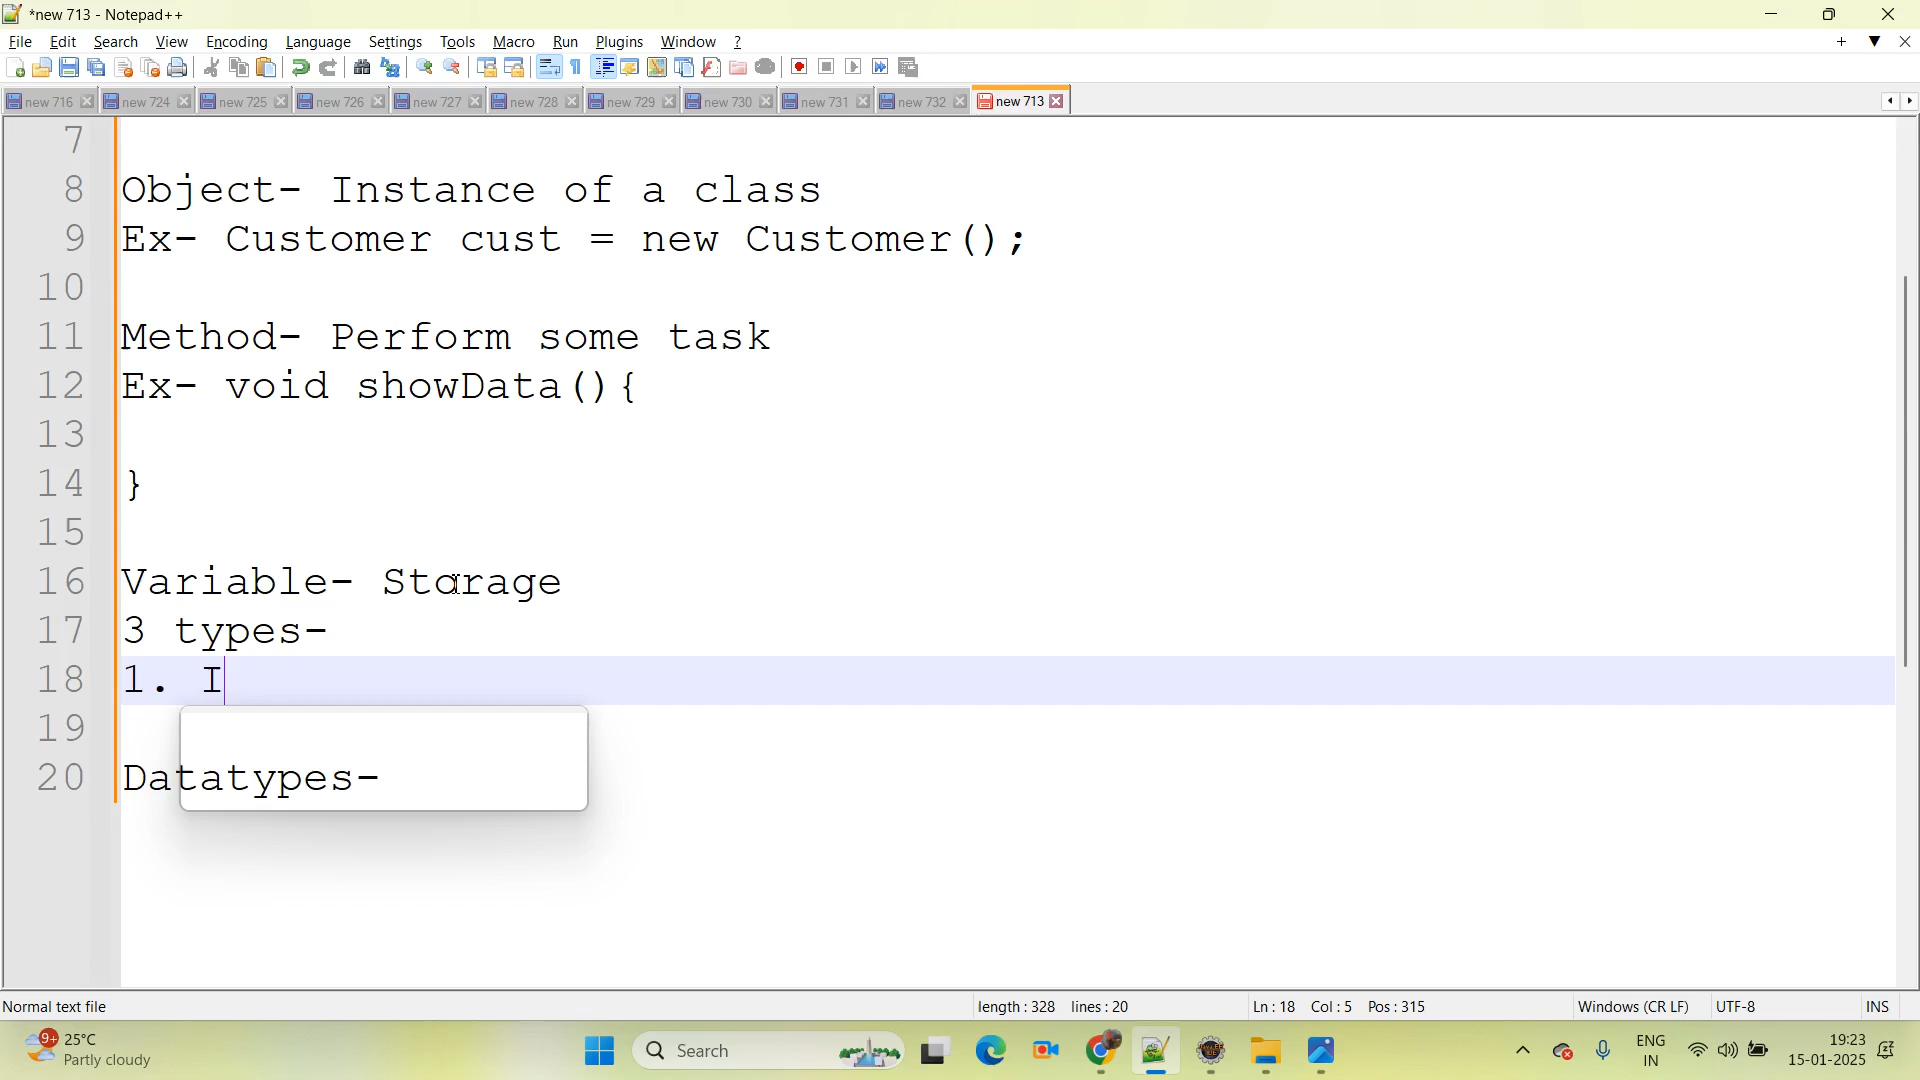 *new 713 - Notepad++
File Edit Search View Encoding Language Settings Tools Macro Run Plugins Window ?
new 716 new 724 new 725 new 726 new 727 new 728 new 729 new 730 new 731 new 732 new 713
7
8 Object- Instance of a class
9 Ex- Customer cust = new Customer();
10
11 Method- Perform some task
12 Ex- void showData(){
13
14 }
15
16 Variable- Storage
17 3 types-
18 1. I
19
20 Datatypes-
Normal text file length : 328 lines : 20 Ln : 18 Col : 5 Pos : 315 Windows (CR LF) UTF-8 INS
9+ 25°C Search ENG 19:23
Partly cloudy IN 15-01-2025